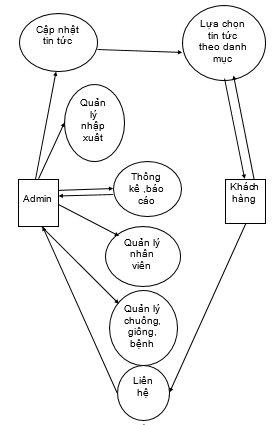 Cập nhật
tin tức
Lựa chọn
tin tức
theo danh
mục
Quản
lý
nhập
xuất
Thống
kê ,báo
cáo
Admin
Khách
hàng
Quản lý
nhân
viên
Quản lý
chuồng,
giống,
bệnh
Liên
hệ